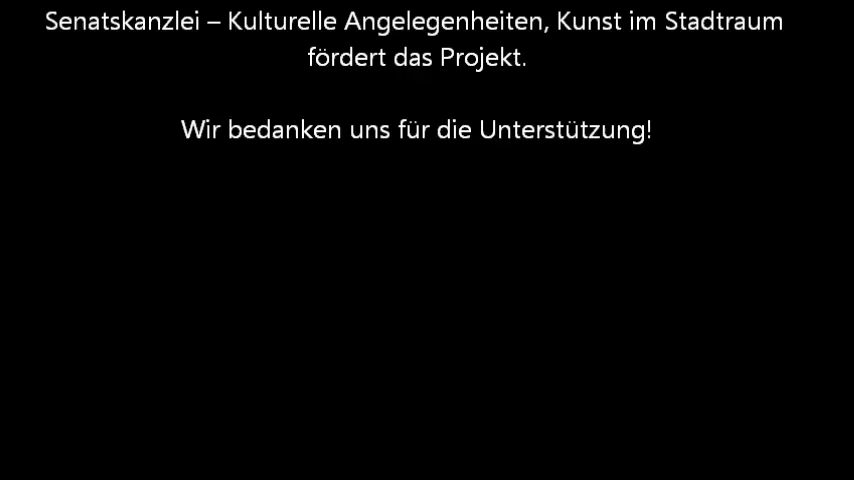 Senatskanzlei – Kulturelle Angelegenheiten, Kunst im Stadtraum
fördert das Projekt.
Wir bedanken uns für die Unterstützung!